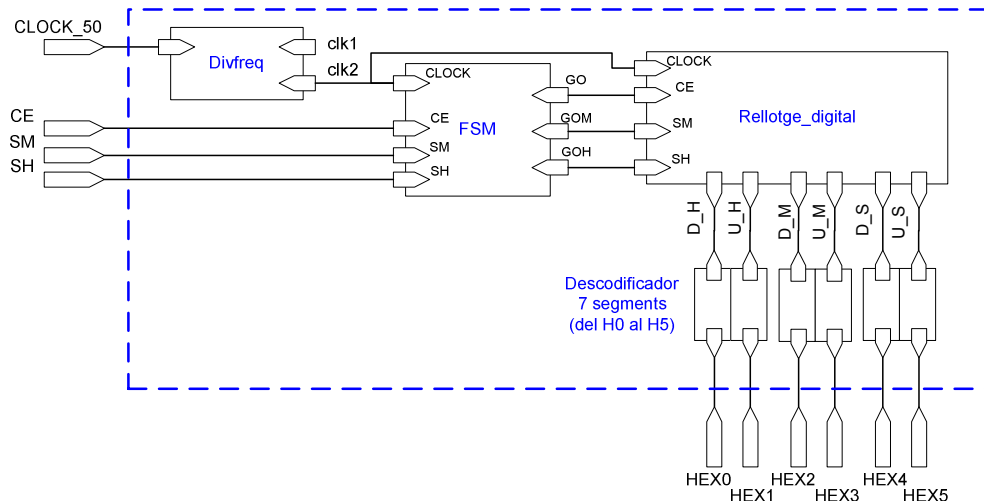 CLOCK_50
Divfreq
clk1
clk2
CLOCK
CE
SM
SH
FSM
GO
GOM
GOH
CLOCK
CE
SM
SH
Rellotge_digital
CE
SM
SH
D_H
U_H
D_M
U_M
D_S
U_S
Descodificador
7 segments
(del H0 al H5)
HEX0
HEX1
HEX2
HEX3
HEX4
HEX5